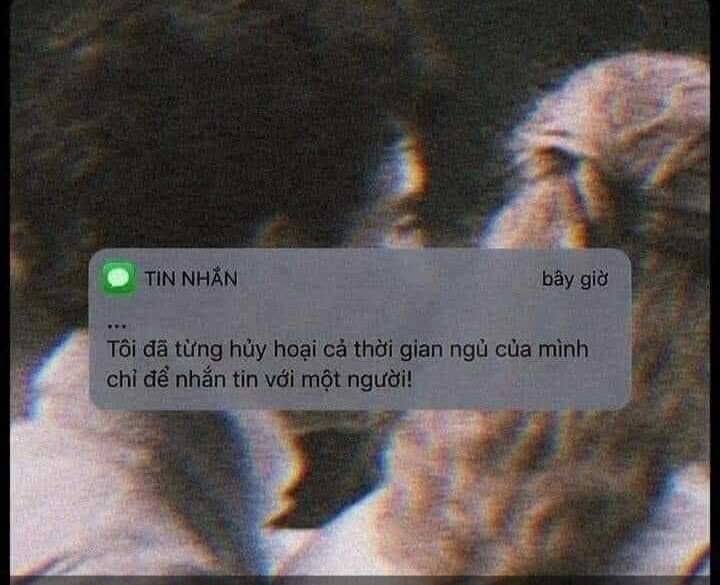 TIN NHẮN bây giờ
...
Tôi đã từng hủy hoại cả thời gian ngủ của mình
chỉ để nhắn tin với một người!